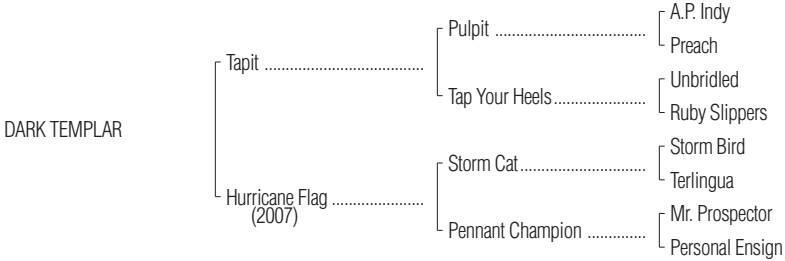 A.P. Indy
Pulpit ....................................
Preach
Tapit ......................................
Unbridled
Tap Your Heels......................
Ruby Slippers
DARK TEMPLAR
Storm Bird
Storm Cat..............................
Terlingua
Hurricane Flag ......................
(2007)
Mr. Prospector
Pennant Champion ..............
Personal Ensign